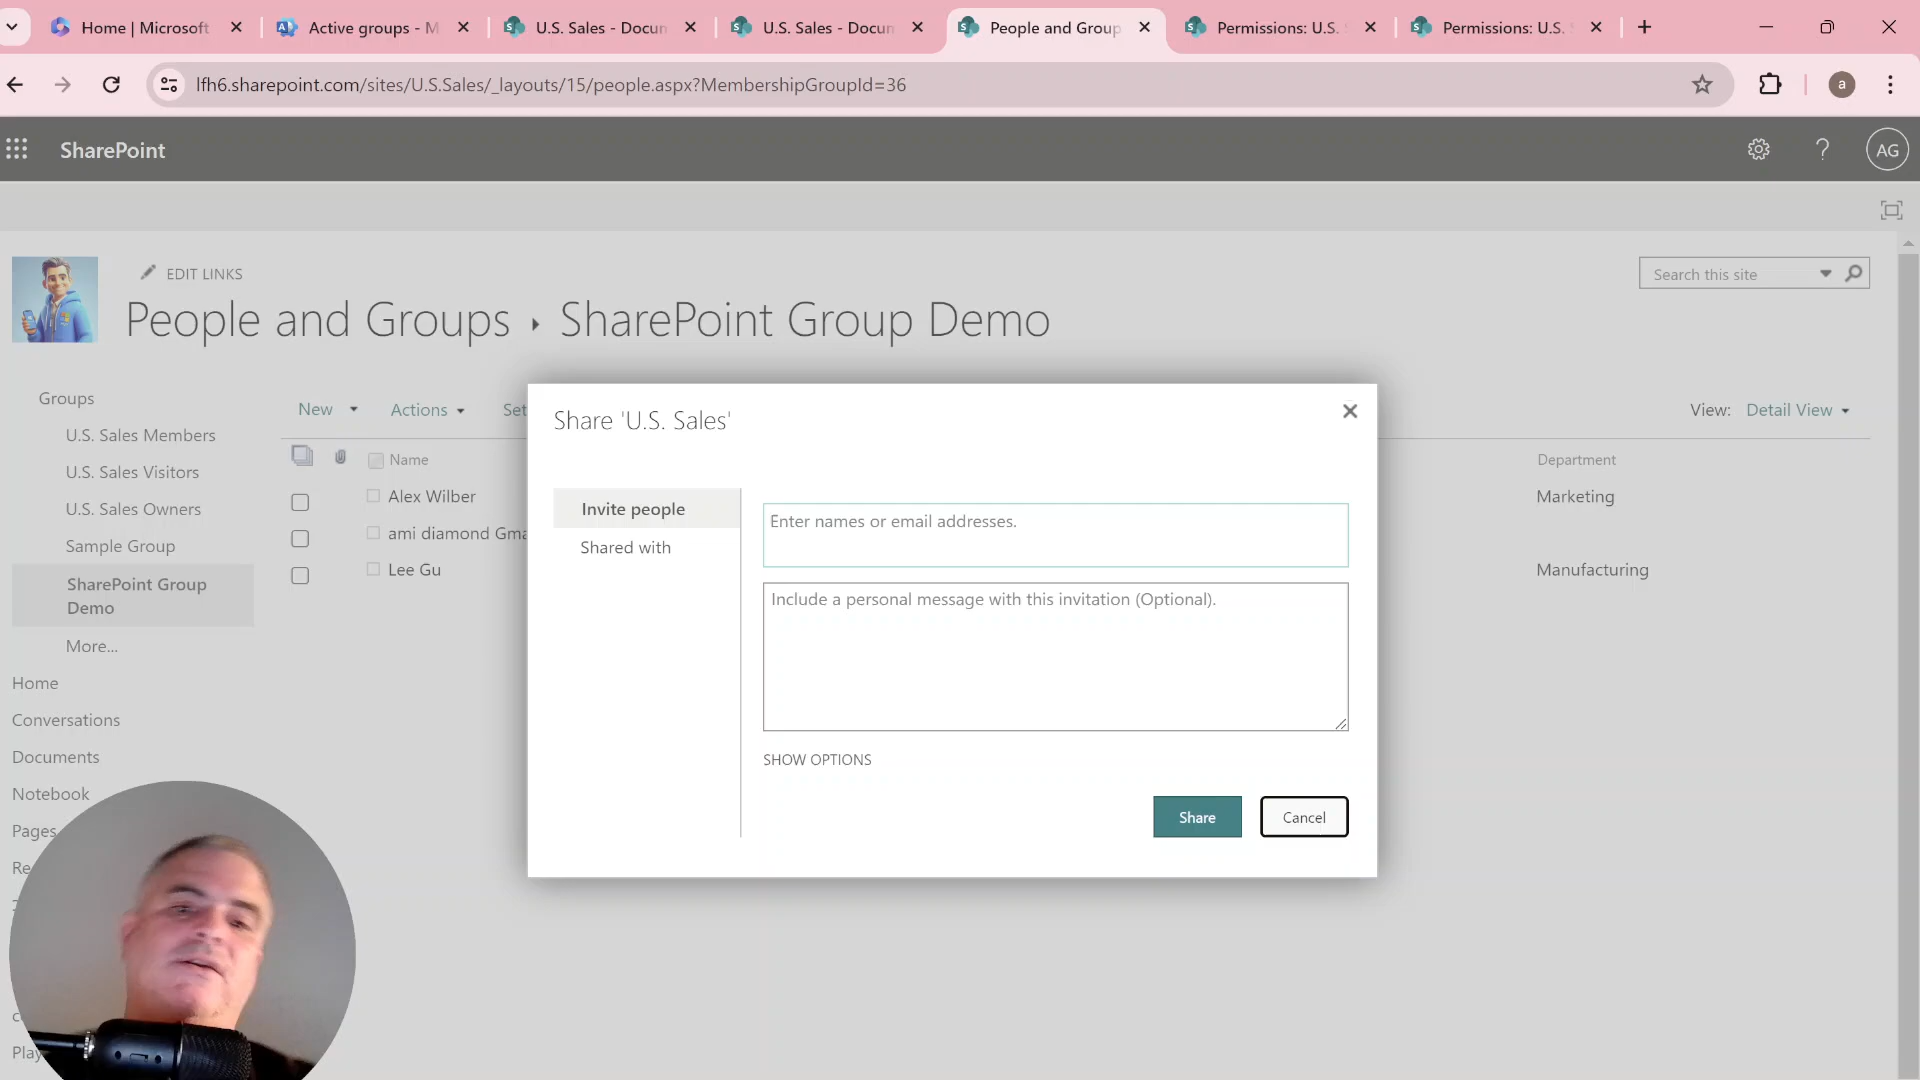 Home | Microsoft
Active groups - M
U.S. Sales - Docum
U.S. Sales - Docum
People and Group
Permissions: U.S.
Permissions: U.S.
lfh6.sharepoint.com/sites/U.S.Sales/_layouts/15/people.aspx?MembershipGroupId=36
a
SharePoint
AG
EDIT LINKS
Search this site
People and Groups ▸ SharePoint Group Demo
Groups
U.S. Sales Members
U.S. Sales Visitors
U.S. Sales Owners
Sample Group
SharePoint Group
Demo
More...
Home
Conversations
Documents
Notebook
Pages
New
Actions
Set
View: Detail View
Name
Department
Alex Wilber
Marketing
ami diamond Gma
Lee Gu
Manufacturing
Share 'U.S. Sales'
Invite people
Shared with
Enter names or email addresses.
Include a personal message with this invitation (Optional).
SHOW OPTIONS
Share
Cancel